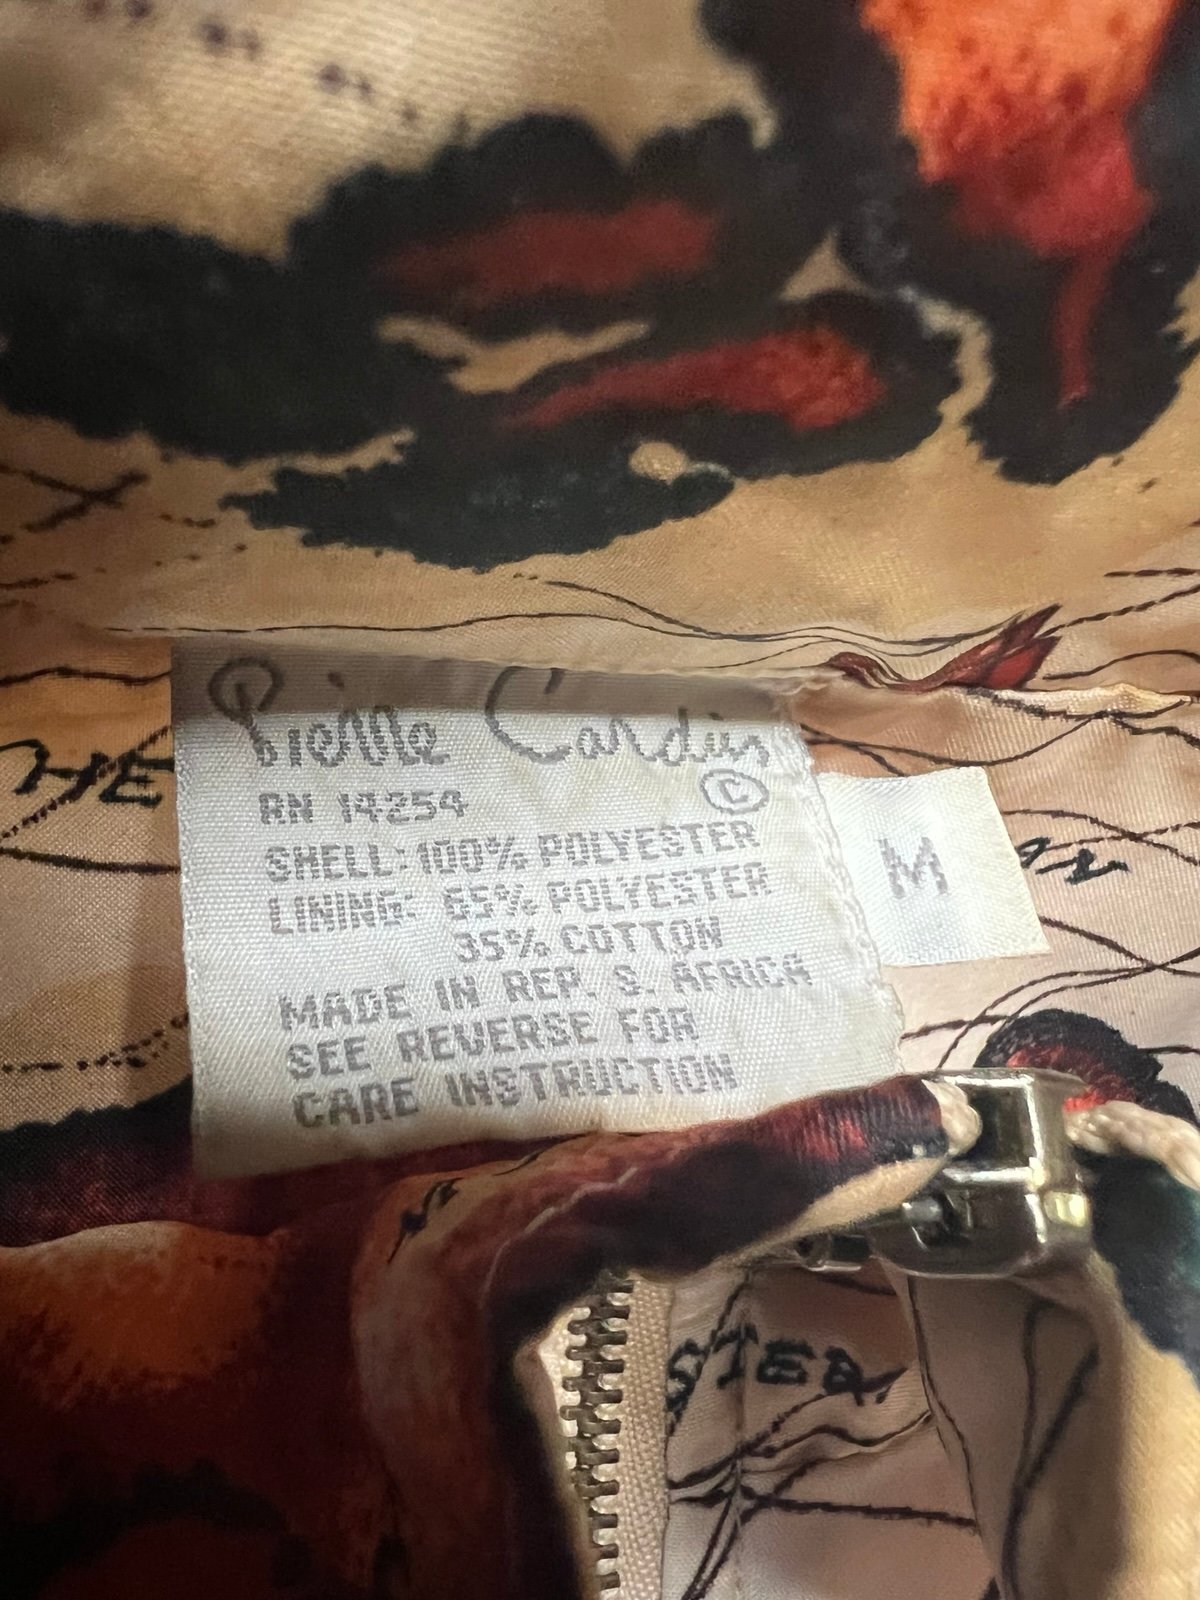 Pierre Cardin
©
RN 14254
SHELL: 100% POLYESTER
LINING: 65% POLYESTER
35% COTTON
MADE IN REP. S. AFRICA
SEE REVERSE FOR
CARE INSTRUCTION
M